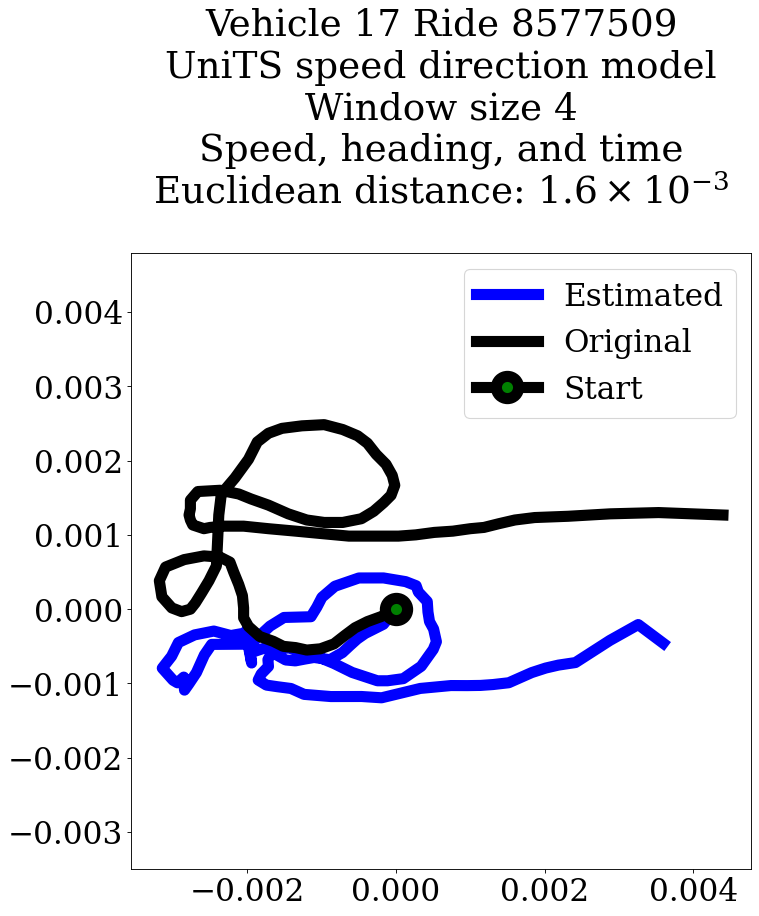 Vehicle 17 Ride 8577509
UniTS speed direction model
Window size 4
Speed, heading, and time
Euclidean distance: 1.6 × 10⁻³
Estimated
Original
Start
0.004
0.003
0.002
0.001
0.000
−0.001
−0.002
−0.003
−0.002 0.000 0.002 0.004